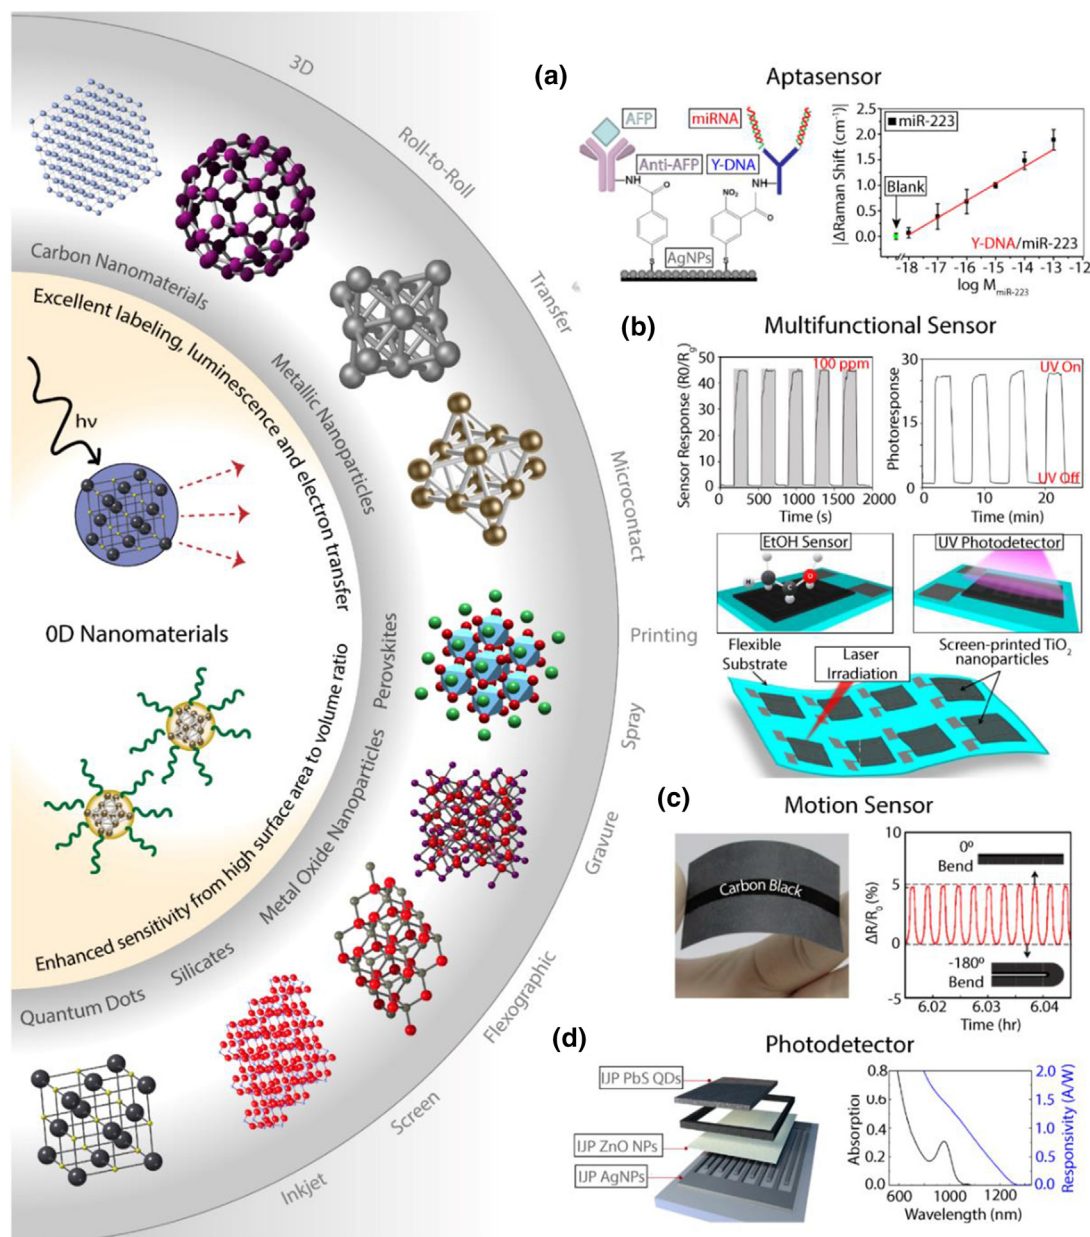 3D
Roll-to-Roll
Transfer
Microcontact
Printing
Spray
Gravure
Flexographic
Screen
Inkjet
Carbon Nanomaterials
Metallic Nanoparticles
Perovskites
Metal Oxide Nanoparticles
Silicates
Quantum Dots
Excellent labeling, luminescence and electron transfer
hν
0D Nanomaterials
Enhanced sensitivity from high surface area to volume ratio
(a)
Aptasensor
AFP
miRNA
Anti-AFP
Y-DNA
NH
O
NO₂
NH
O
S
S
AgNPs
|ΔRaman Shift (cm⁻¹)|
2.5
2.0
1.5
1.0
0.5
0.0
miR-223
Blank
Y-DNA/miR-223
-18 -17 -16 -15 -14 -13 -12
log M miR-223
(b)
Multifunctional Sensor
Sensor Response (R0/Rg)
50
40
30
20
10
0
100 ppm
0 500 1000 1500 2000
Time (s)
Photoresponse
30
15
0
UV On
UV Off
0 10 20
Time (min)
EtOH Sensor
H
C
O
UV Photodetector
Flexible
Substrate
Laser
Irradiation
Screen-printed TiO₂
nanoparticles
(c)
Motion Sensor
Carbon Black
ΔR/R₀ (%)
10
5
0
-5
0º
Bend
-180º
Bend
6.02 6.03 6.04
Time (hr)
(d)
Photodetector
IJP PbS QDs
IJP ZnO NPs
IJP AgNPs
Absorption
0.8
0.6
0.4
0.2
0.0
Responsivity (A/W)
2.0
1.5
1.0
0.5
0.0
600 1000 1200
Wavelength (nm)